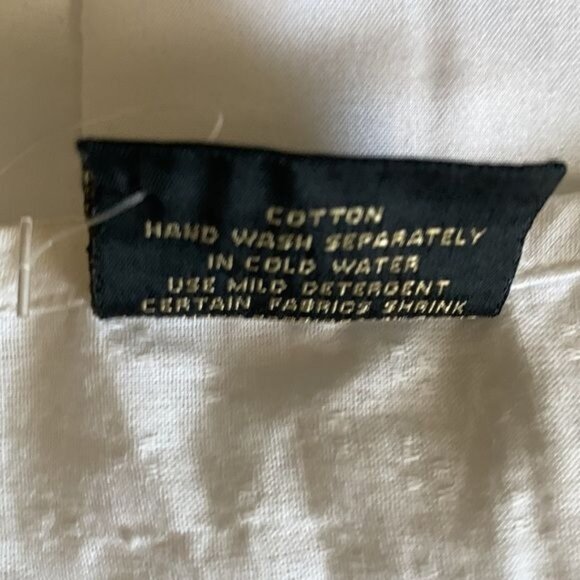 COTTON
HAND WASH SEPARATELY
IN COLD WATER
USE MILD DETERGENT
CERTAIN FABRICS SHRINK